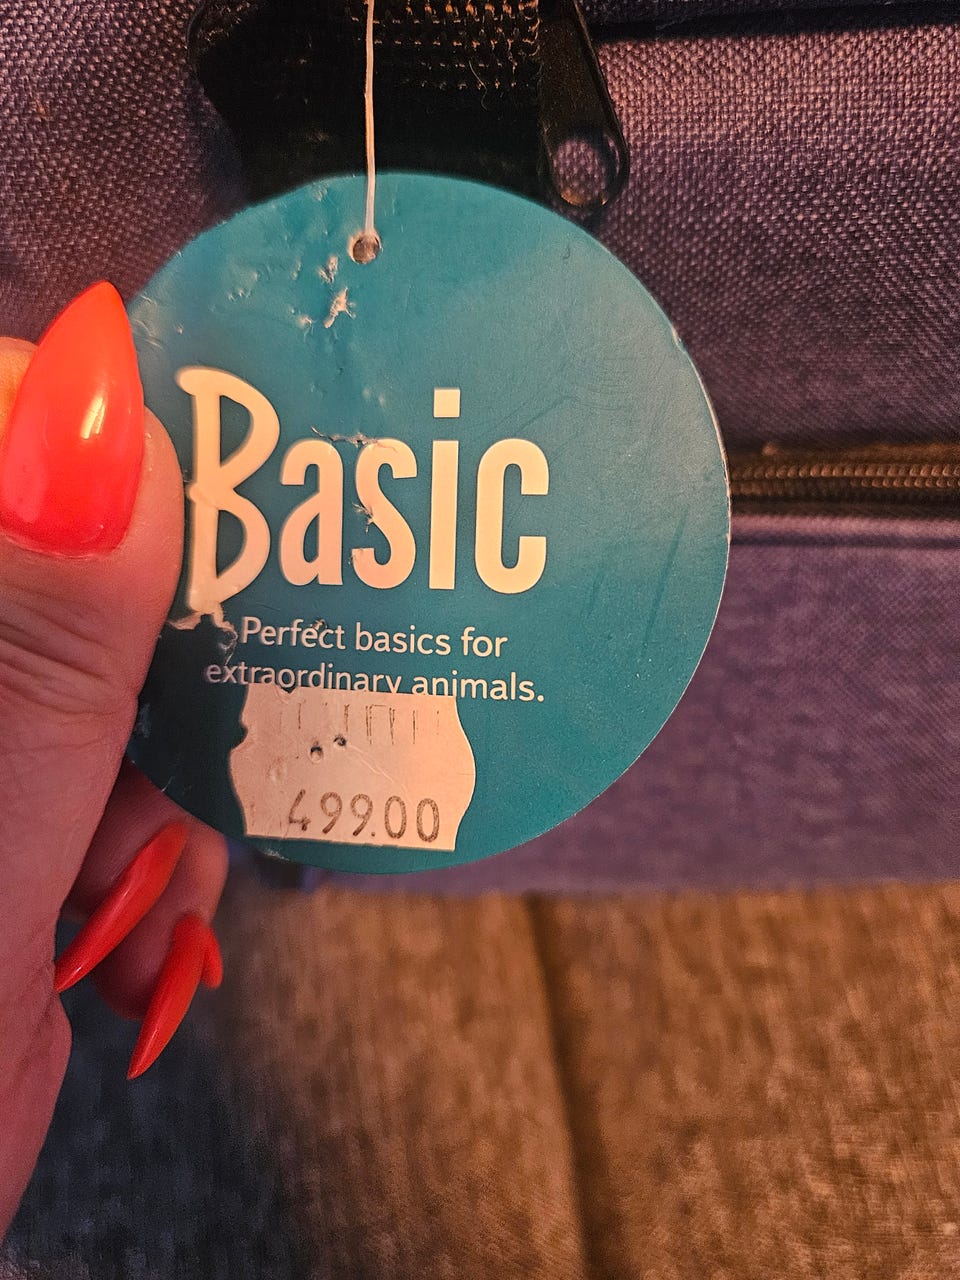 Basic
Perfect basics for
extraordinary animals.
499.00